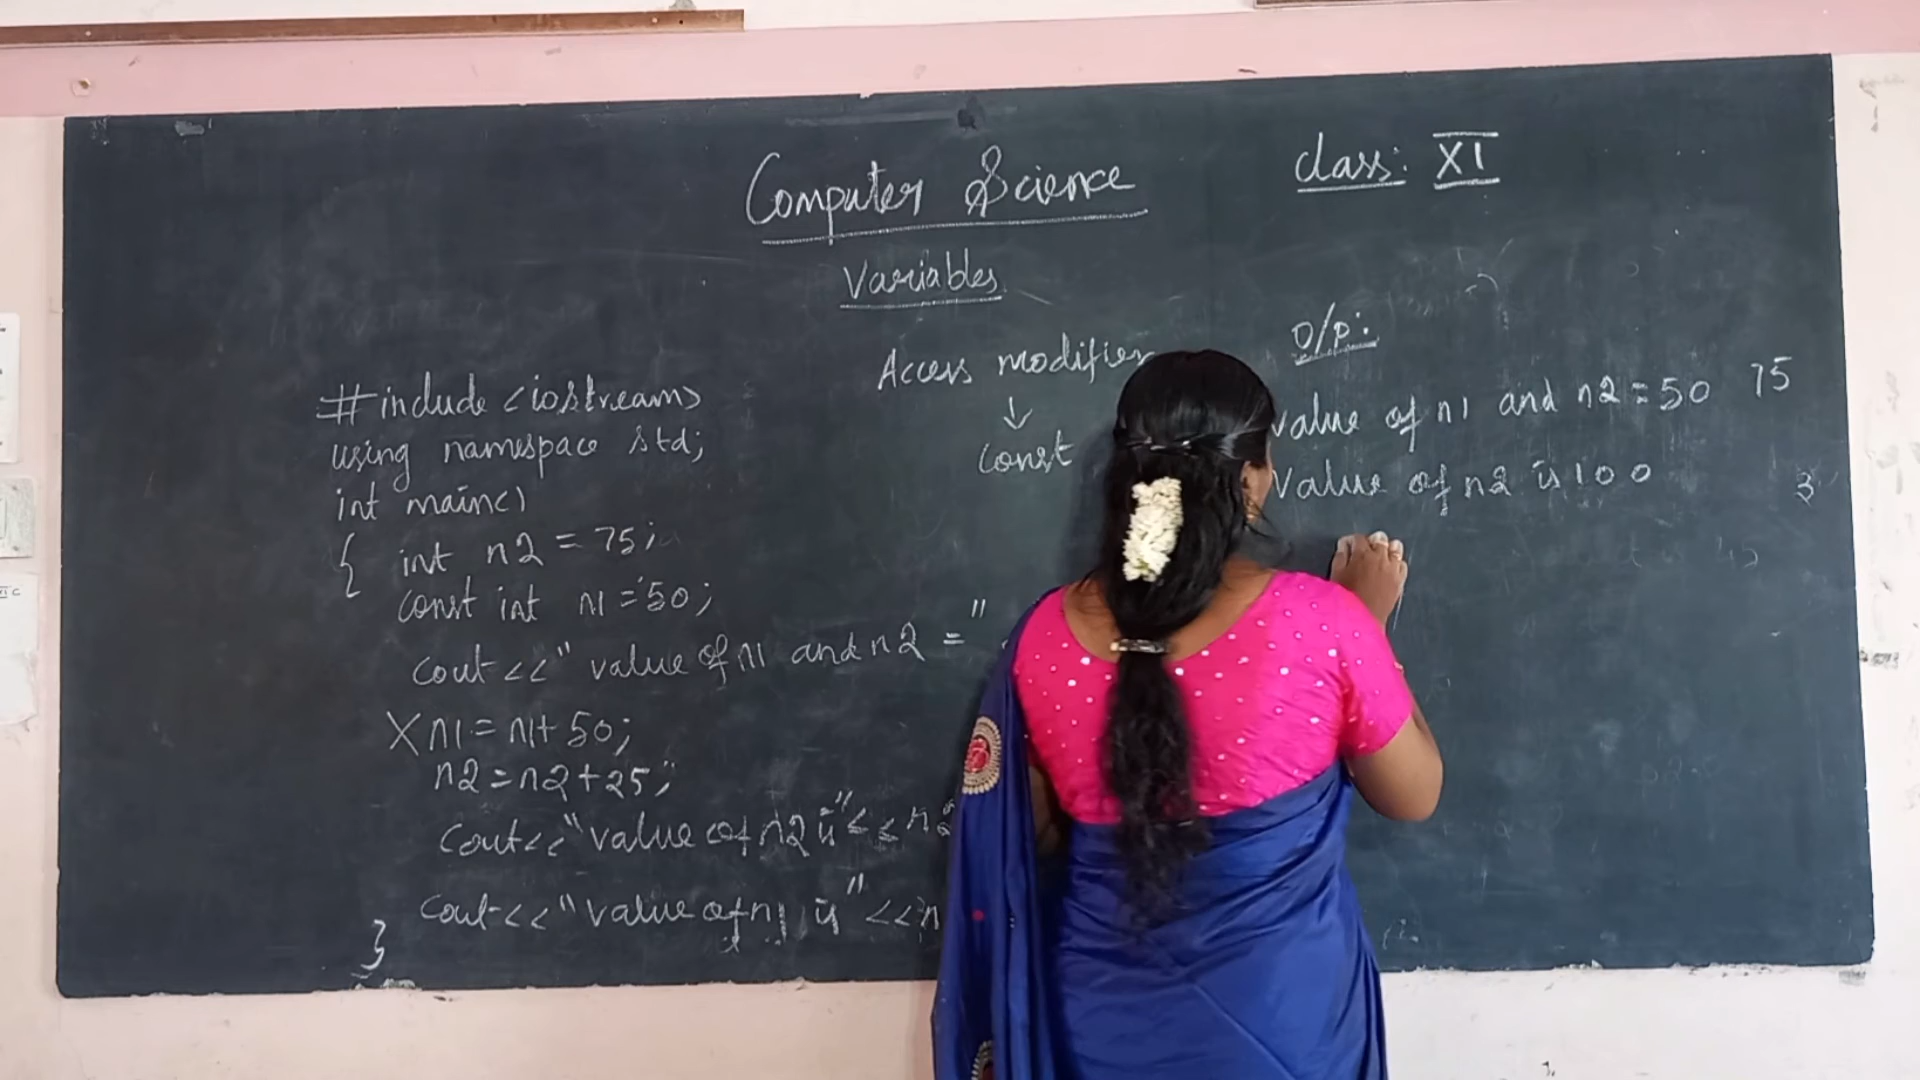 Computer Science
class: XI
Variables
#include <iostream>
using namespace std;
int main()
{ int n2 = 75;
const int n1 = 50;
cout << " value of n1 and n2 = "
X n1 = n1 + 50;
n2 = n2 + 25;
cout << "value of n2 is" << n2
cout << "value of n1 is" << n
}
Access modifier
↓
const
O/P:
value of n1 and n2 = 50 75
value of n2 is 100
3